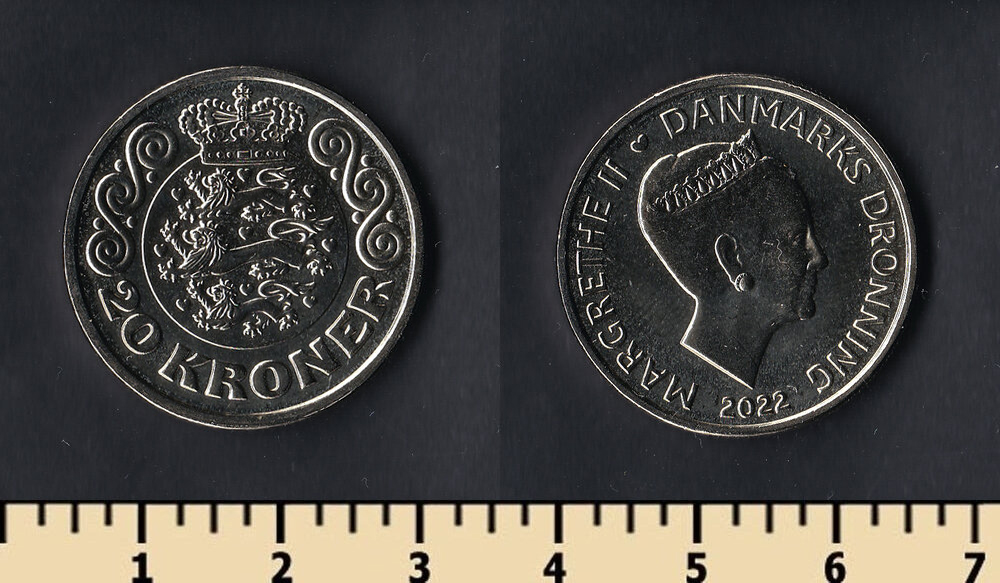 20 KRONER
MARGRETHE II ♡ DANMARKS DRONNING
2022
1 2 3 4 5 6 7